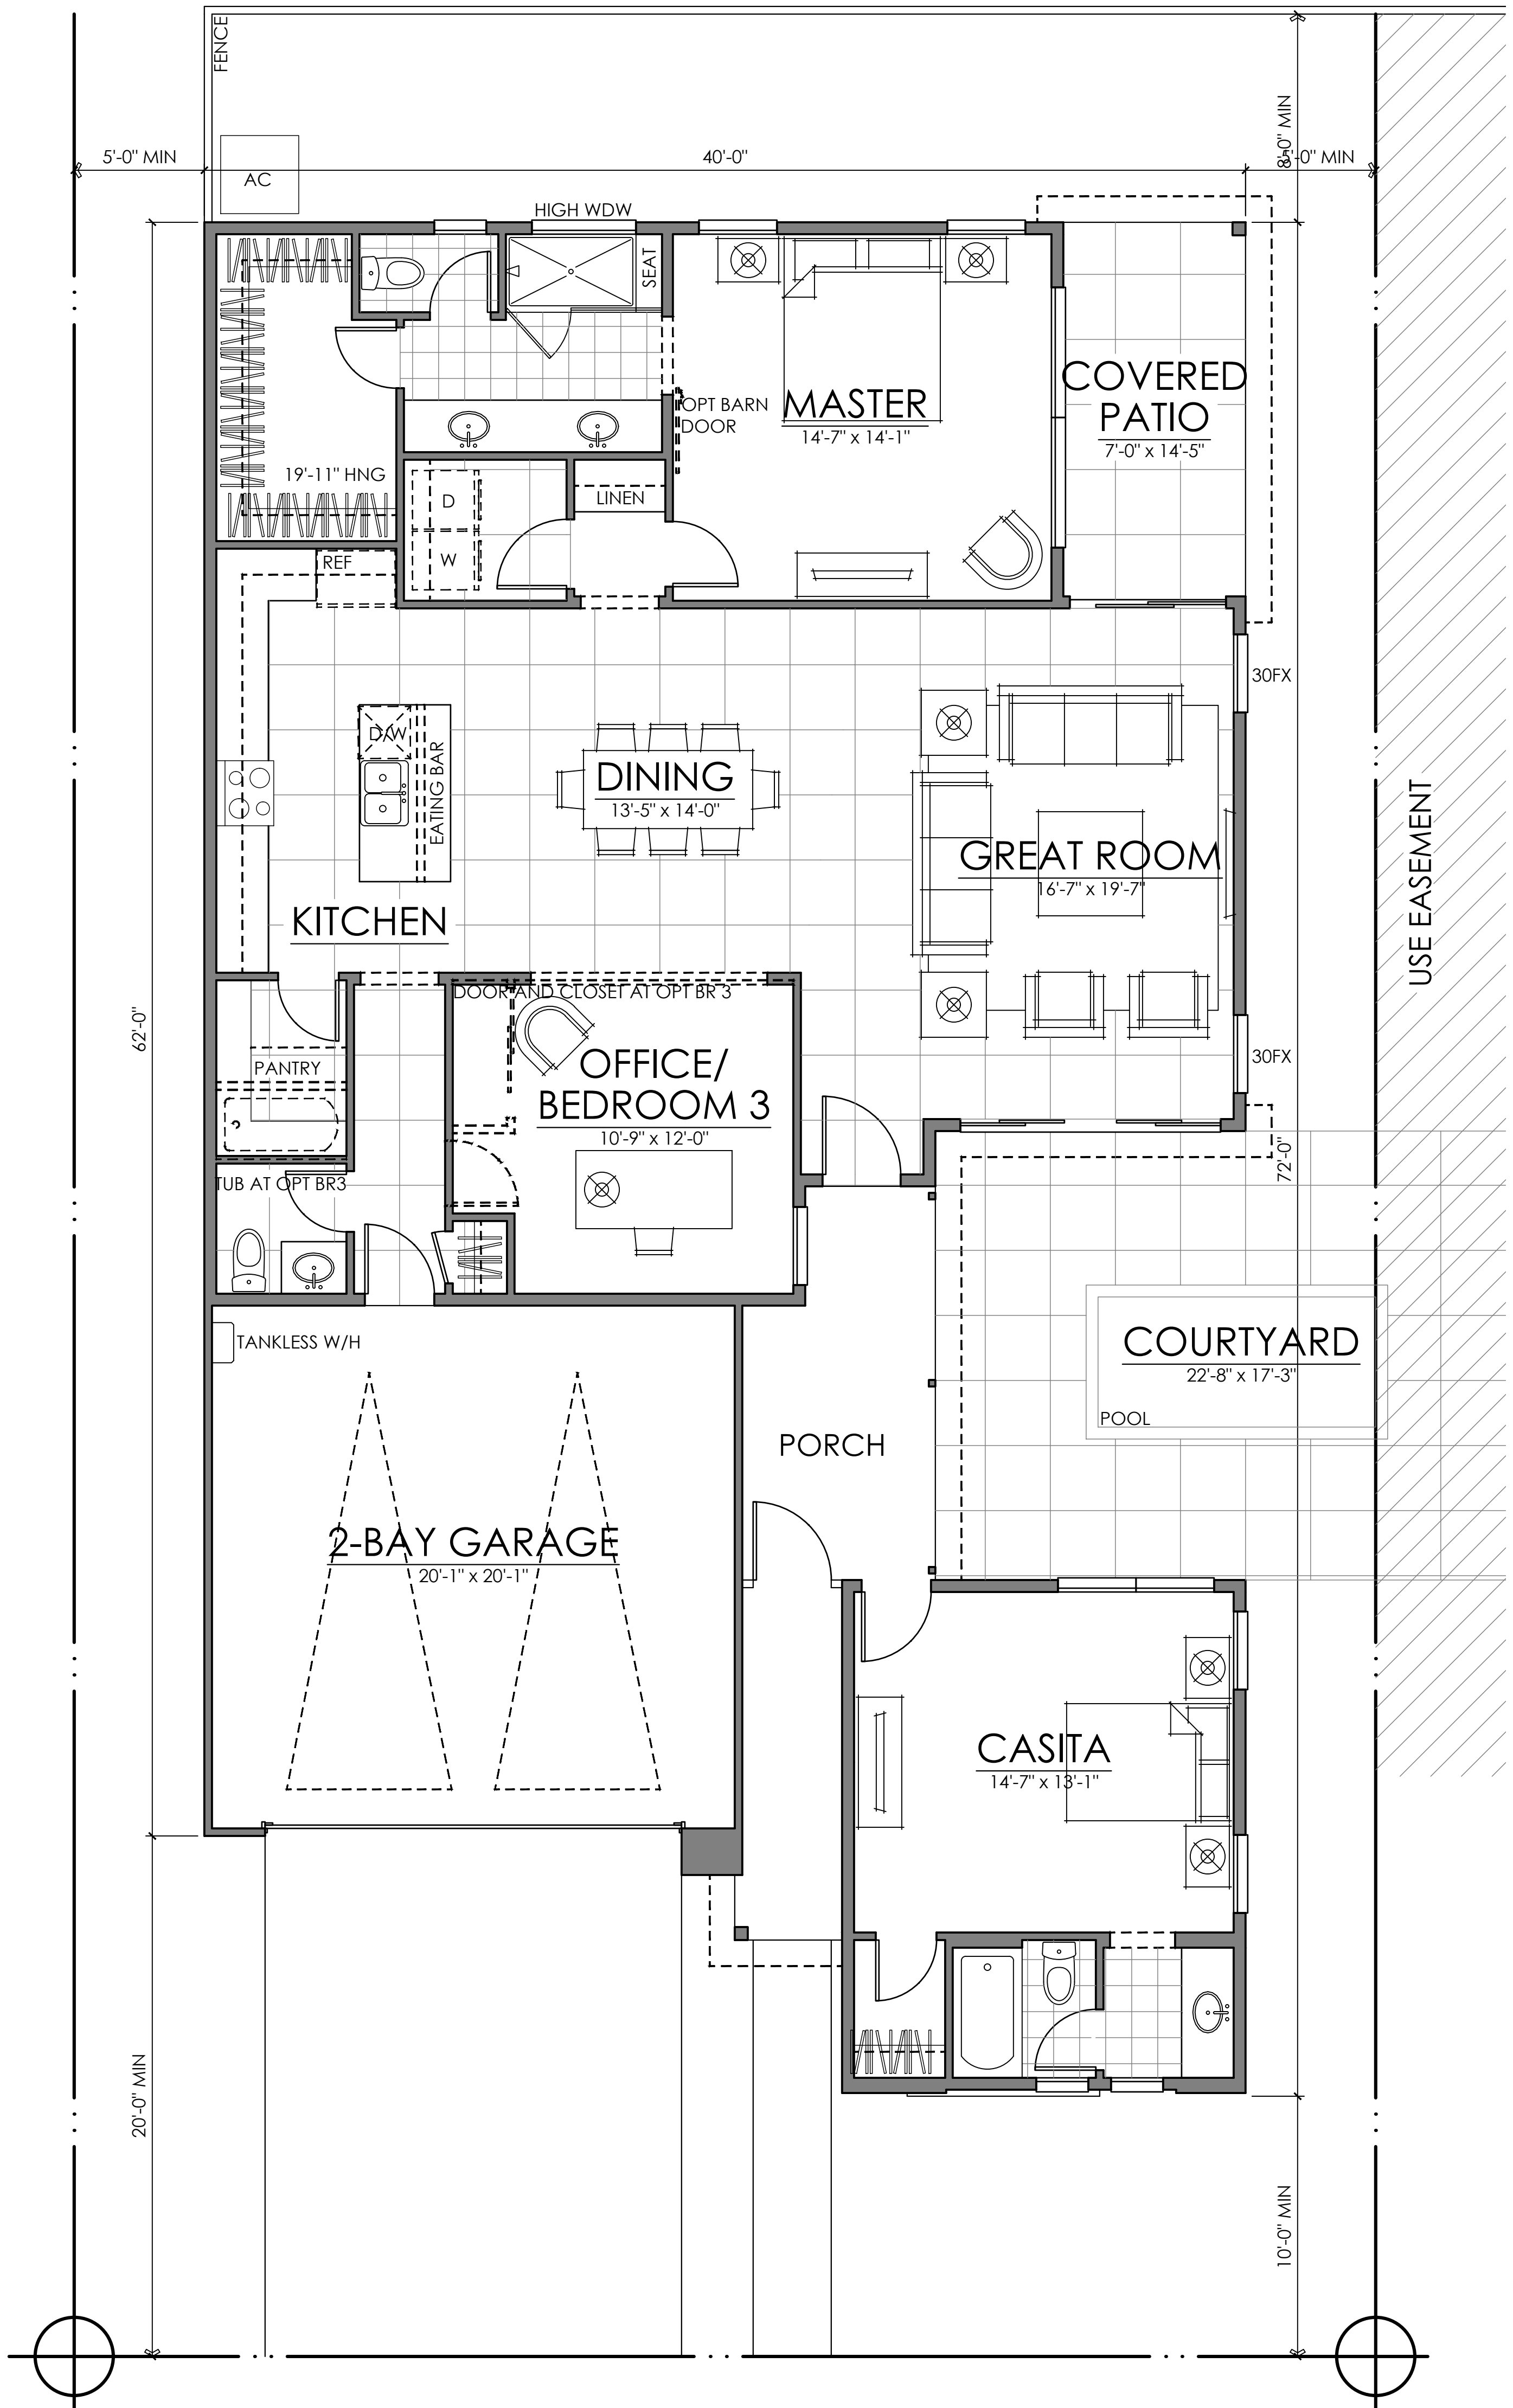 FENCE
5'-0" MIN
40'-0"
8'-0" MIN
5'-0" MIN
AC
HIGH WDW
SEAT
COVERED
PATIO
7'-0" x 14'-5"
MASTER
14'-7" x 14'-1"
OPT BARN
DOOR
19'-11" HNG
D
LINEN
W
REF
30FX
D/W
EATING BAR
DINING
13'-5" x 14'-0"
GREAT ROOM
16'-7" x 19'-7"
USE EASEMENT
KITCHEN
DOOR AND CLOSET AT OPT BR 3
62'-0"
PANTRY
OFFICE/
BEDROOM 3
10'-9" x 12'-0"
30FX
72'-0"
TUB AT OPT BR3
TANKLESS W/H
COURTYARD
22'-8" x 17'-3"
POOL
PORCH
2-BAY GARAGE
20'-1" x 20'-1"
CASITA
14'-7" x 13'-1"
20'-0" MIN
10'-0" MIN